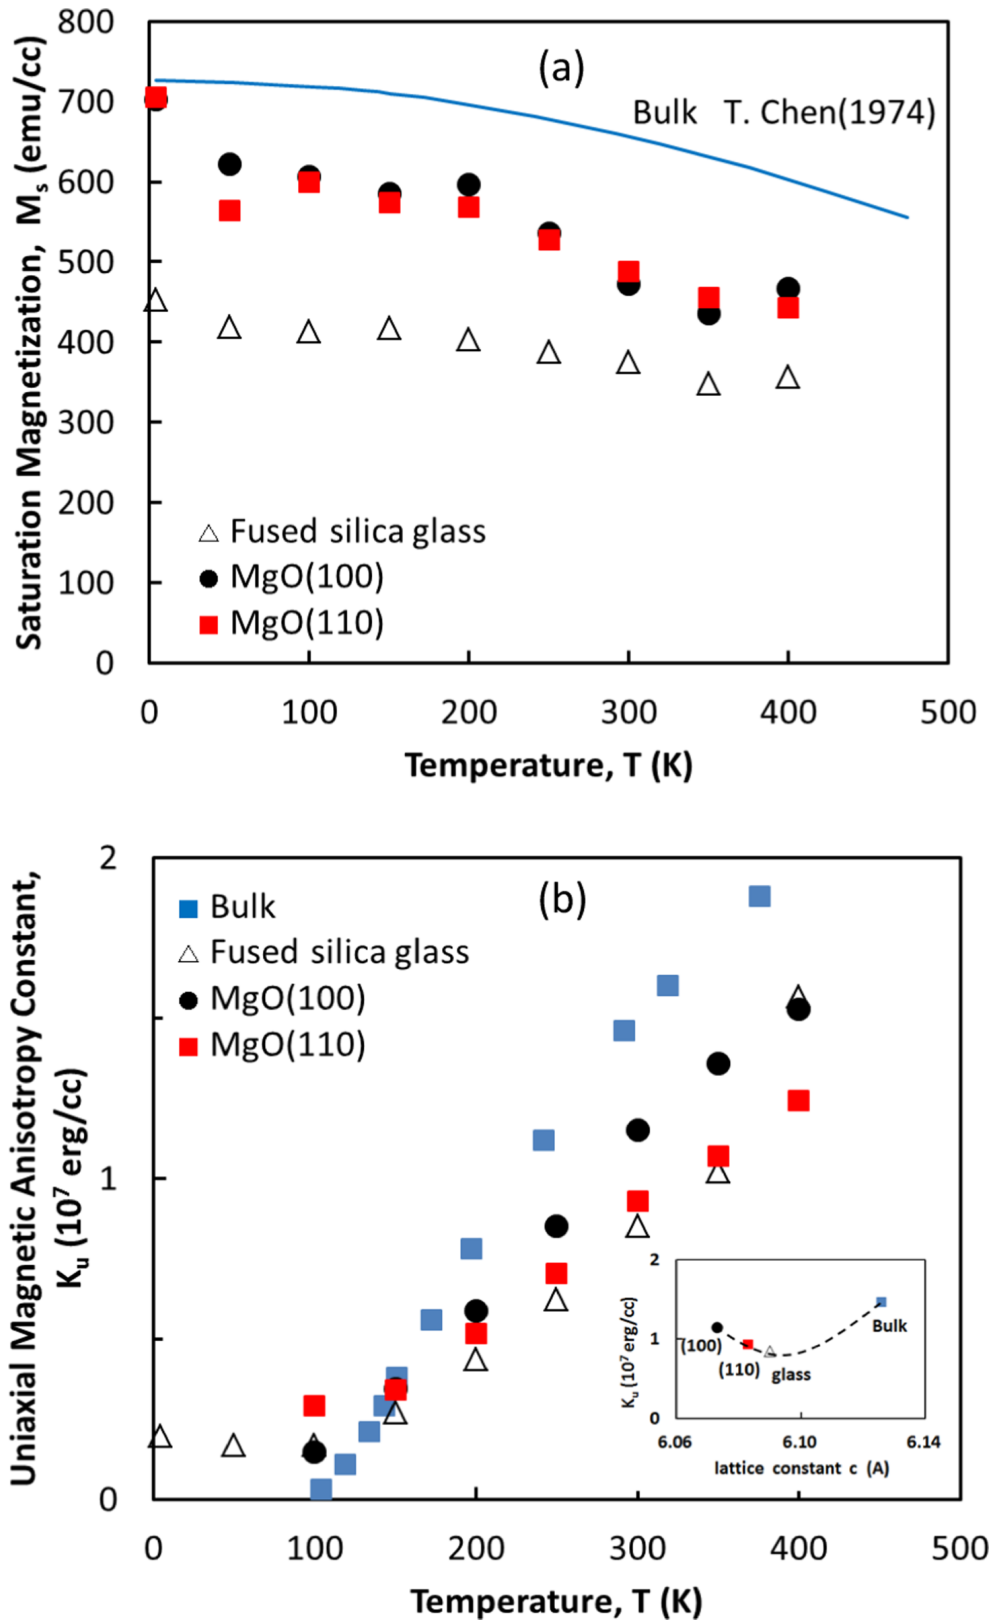 800
700
600
500
400
300
200
100
0
Saturation Magnetization, Ms (emu/cc)
(a)
Bulk T. Chen(1974)
Fused silica glass
MgO(100)
MgO(110)
0 100 200 300 400 500
Temperature, T (K)
2
1
0
Uniaxial Magnetic Anisotropy Constant,
Ku (10⁷ erg/cc)
(b)
Bulk
Fused silica glass
MgO(100)
MgO(110)
2
1
0
Ku (10⁷ erg/cc)
(100)
(110)
glass
Bulk
6.06 6.10 6.14
lattice constant c (A)
0 100 200 300 400 500
Temperature, T (K)